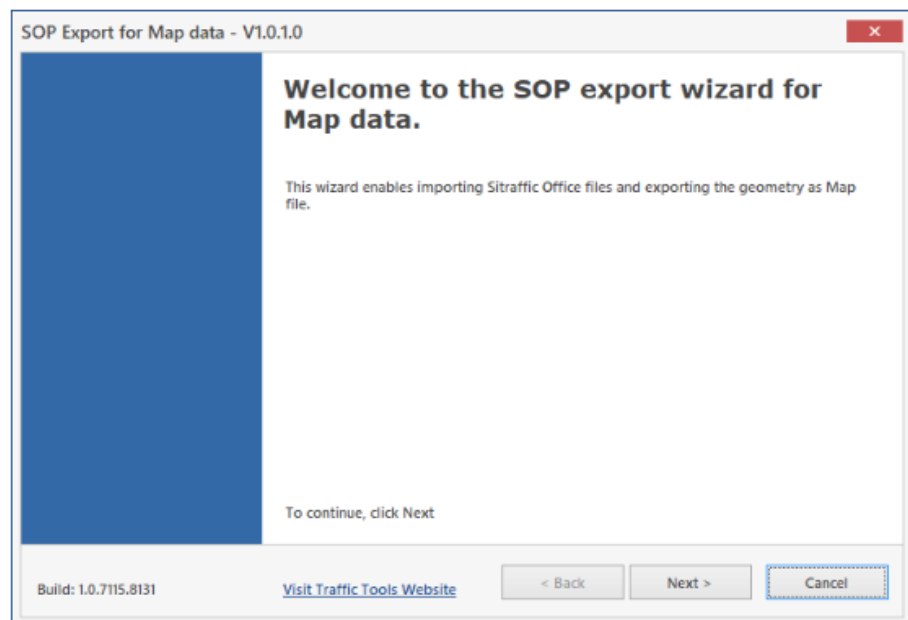 SOP Export for Map data - V1.0.1.0
Welcome to the SOP export wizard for
Map data.
This wizard enables importing Sitraffic Office files and exporting the geometry as Map
file.
To continue, click Next
Build: 1.0.7115.8131
Visit Traffic Tools Website
< Back
Next >
Cancel